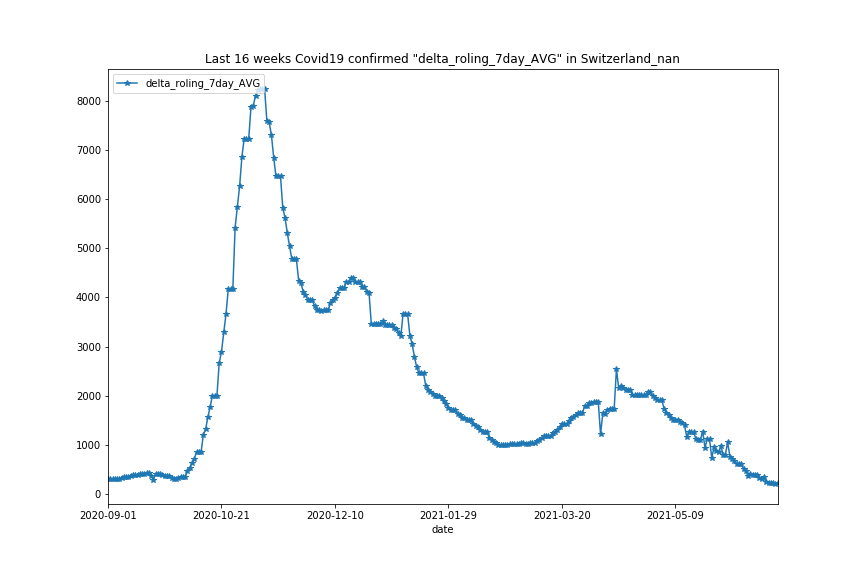 Last 16 weeks Covid19 confirmed "delta_roling_7day_AVG" in Switzerland_nan
delta_roling_7day_AVG
8000
7000
6000
5000
4000
3000
2000
1000
0
2020-09-01 2020-10-21 2020-12-10 2021-01-29 2021-03-20 2021-05-09
date